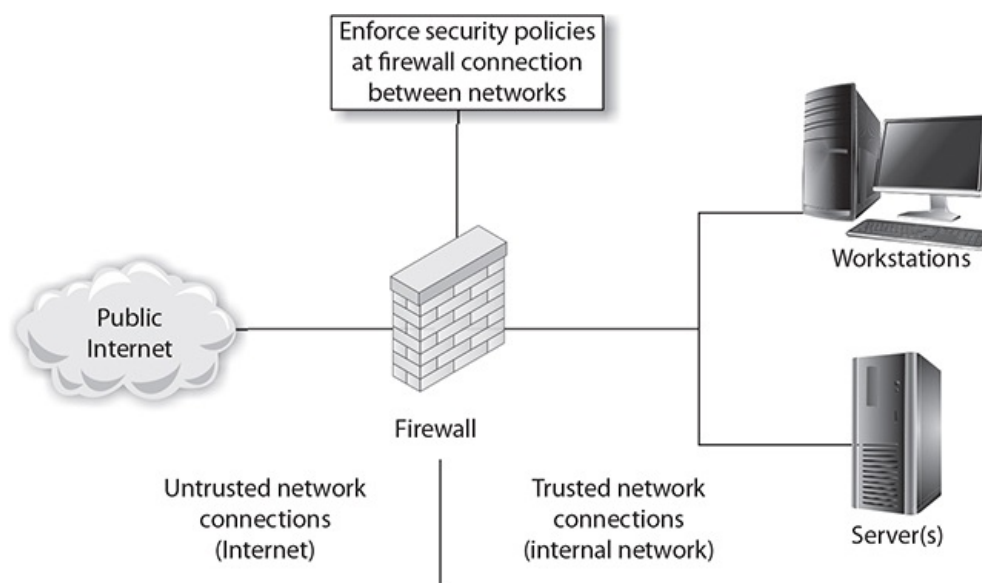 Enforce security policies
at firewall connection
between networks
Public
Internet
Firewall
Workstations
Server(s)
Untrusted network
connections
(Internet)
Trusted network
connections
(internal network)